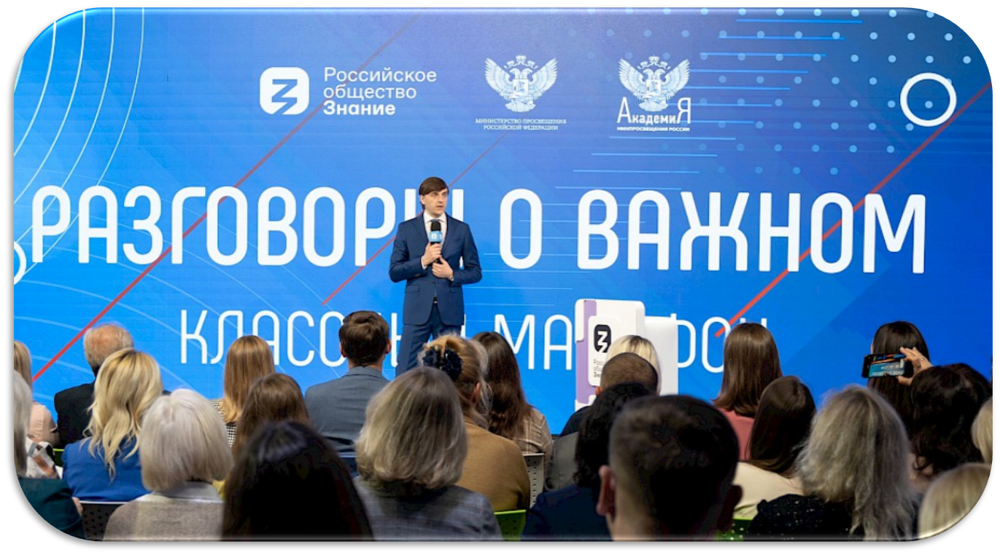 Российское
общество
Знание
МИНИСТЕРСТВО ПРОСВЕЩЕНИЯ
РОССИЙСКОЙ ФЕДЕРАЦИИ
АкадемиЯ
МИНПРОСВЕЩЕНИЯ РОССИИ
РАЗГОВОРЫ О ВАЖНОМ